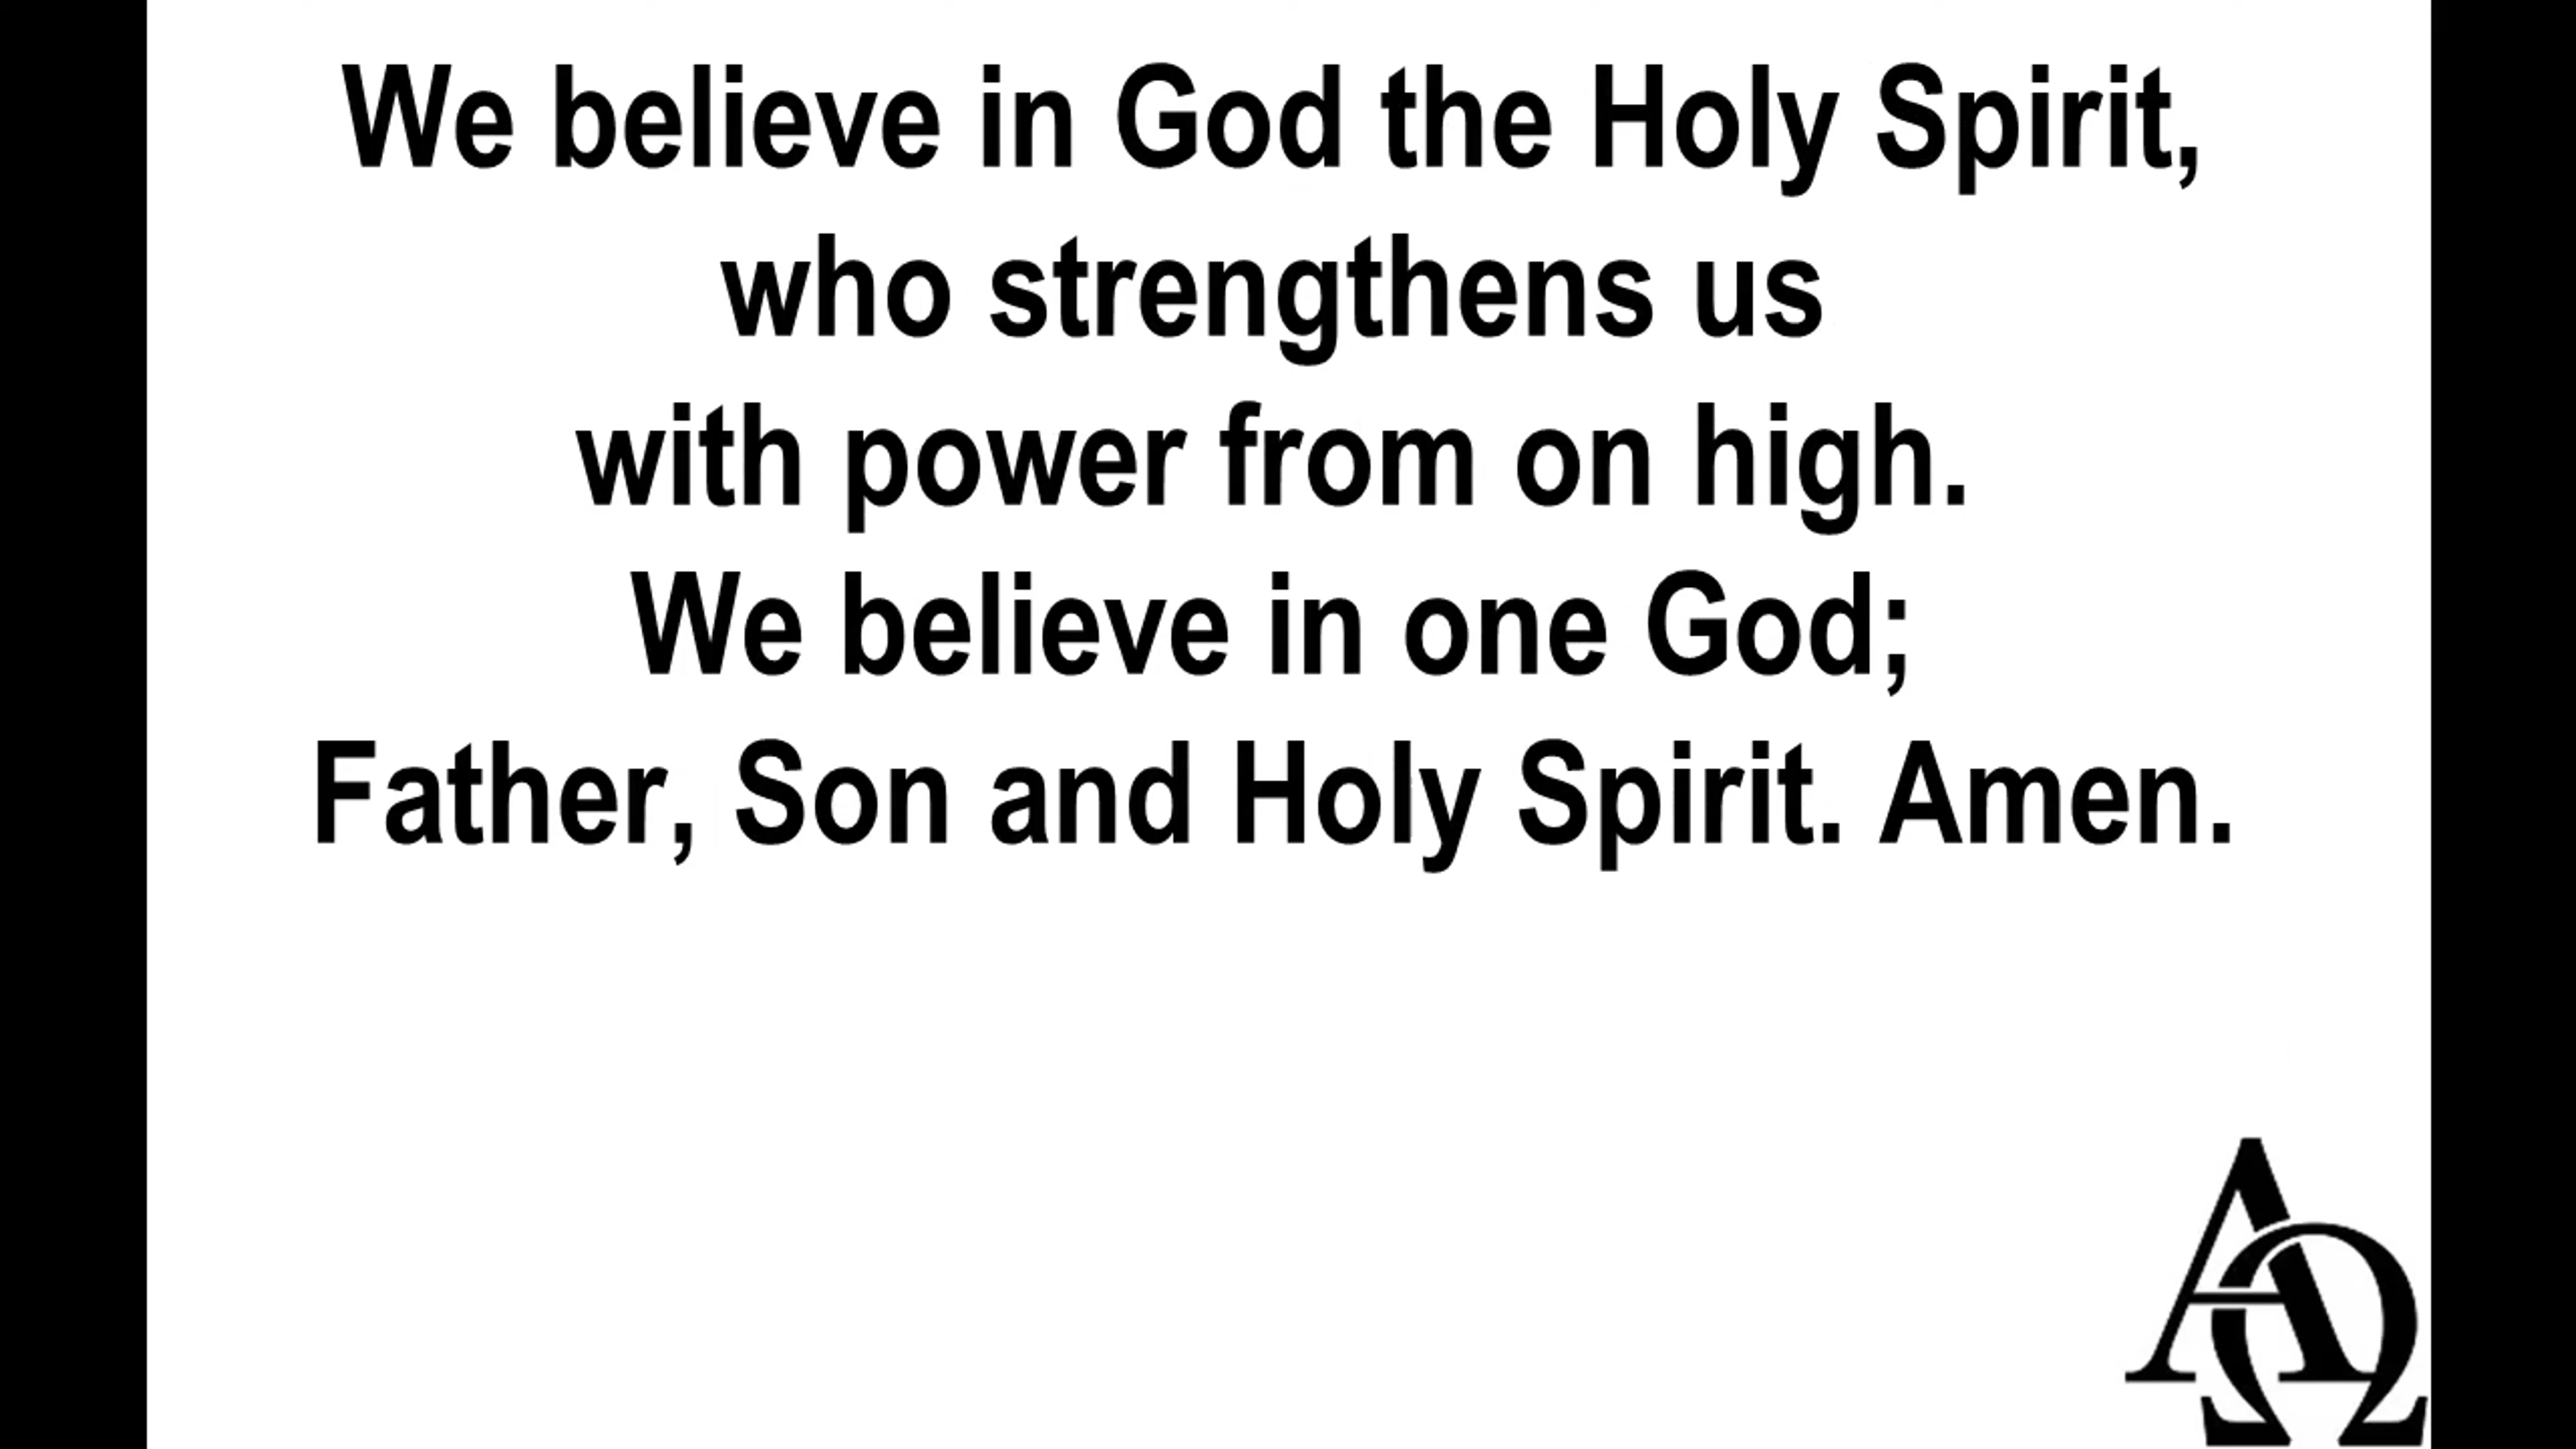 We believe in God the Holy Spirit,
who strengthens us
with power from on high.
We believe in one God;
Father, Son and Holy Spirit. Amen.
ΑΩ